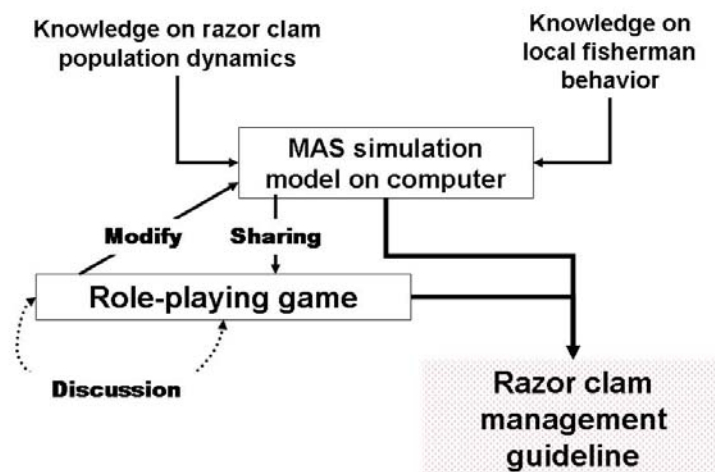 Knowledge on razor clam
population dynamics
Knowledge on
local fisherman
behavior
MAS simulation
model on computer
Modify
Sharing
Role-playing game
Discussion
Razor clam
management
guideline